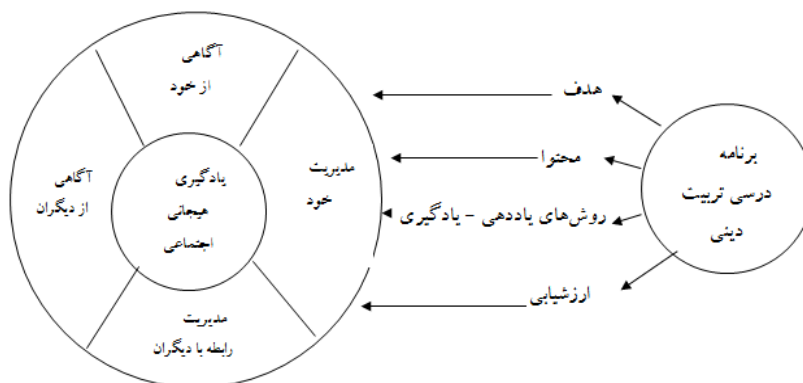 برنامه
درسی تربیت
دینی
هدف
محتوا
روش‌های یاددهی - یادگیری
ارزشیابی
آگاهی
از خود
مدیریت
خود
یادگیری
هیجانی
اجتماعی
آگاهی
از دیگران
مدیریت
رابطه با دیگران